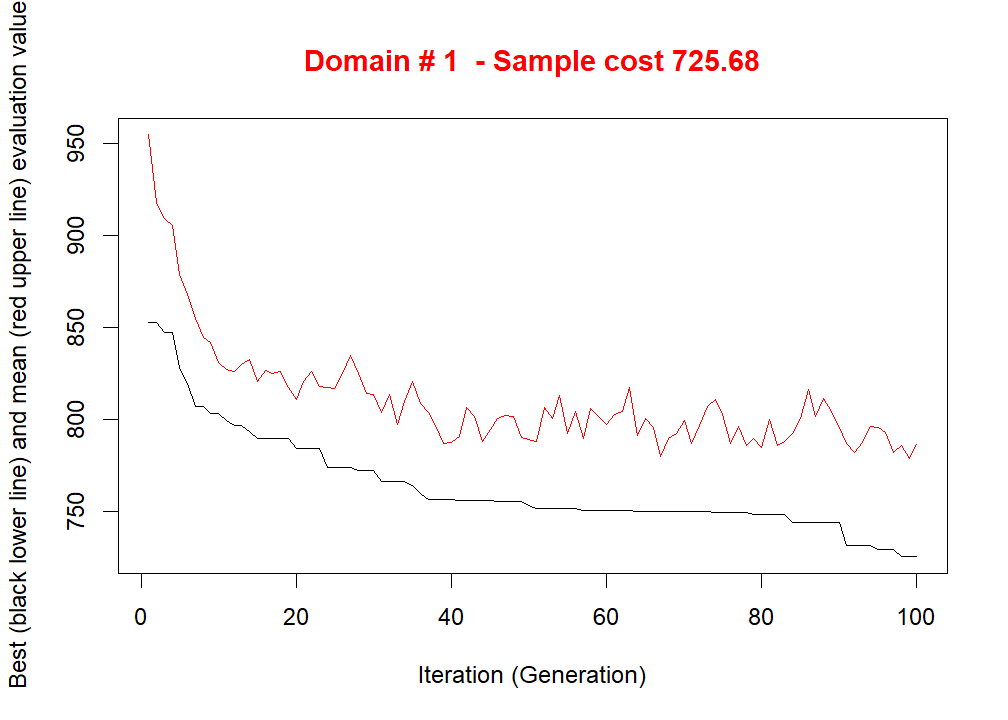 Domain # 1 - Sample cost 725.68
Best (black lower line) and mean (red upper line) evaluation value
950
900
850
800
750
0 20 40 60 80 100
Iteration (Generation)